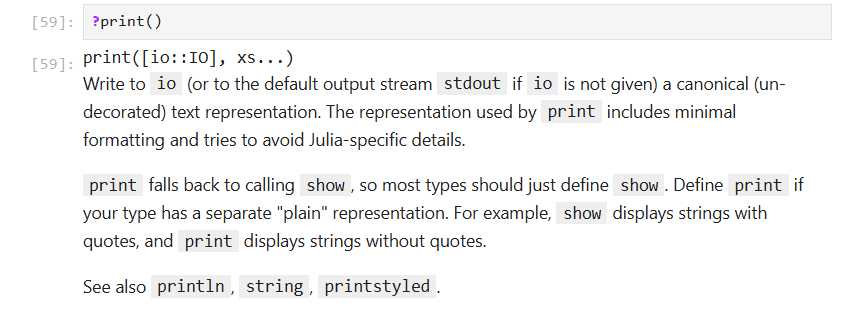 [59]: ?print()
[59]: print([io::IO], xs...)
Write to io (or to the default output stream stdout if io is not given) a canonical (un-
decorated) text representation. The representation used by print includes minimal
formatting and tries to avoid Julia-specific details.
print falls back to calling show, so most types should just define show. Define print if
your type has a separate "plain" representation. For example, show displays strings with
quotes, and print displays strings without quotes.
See also println, string, printstyled.